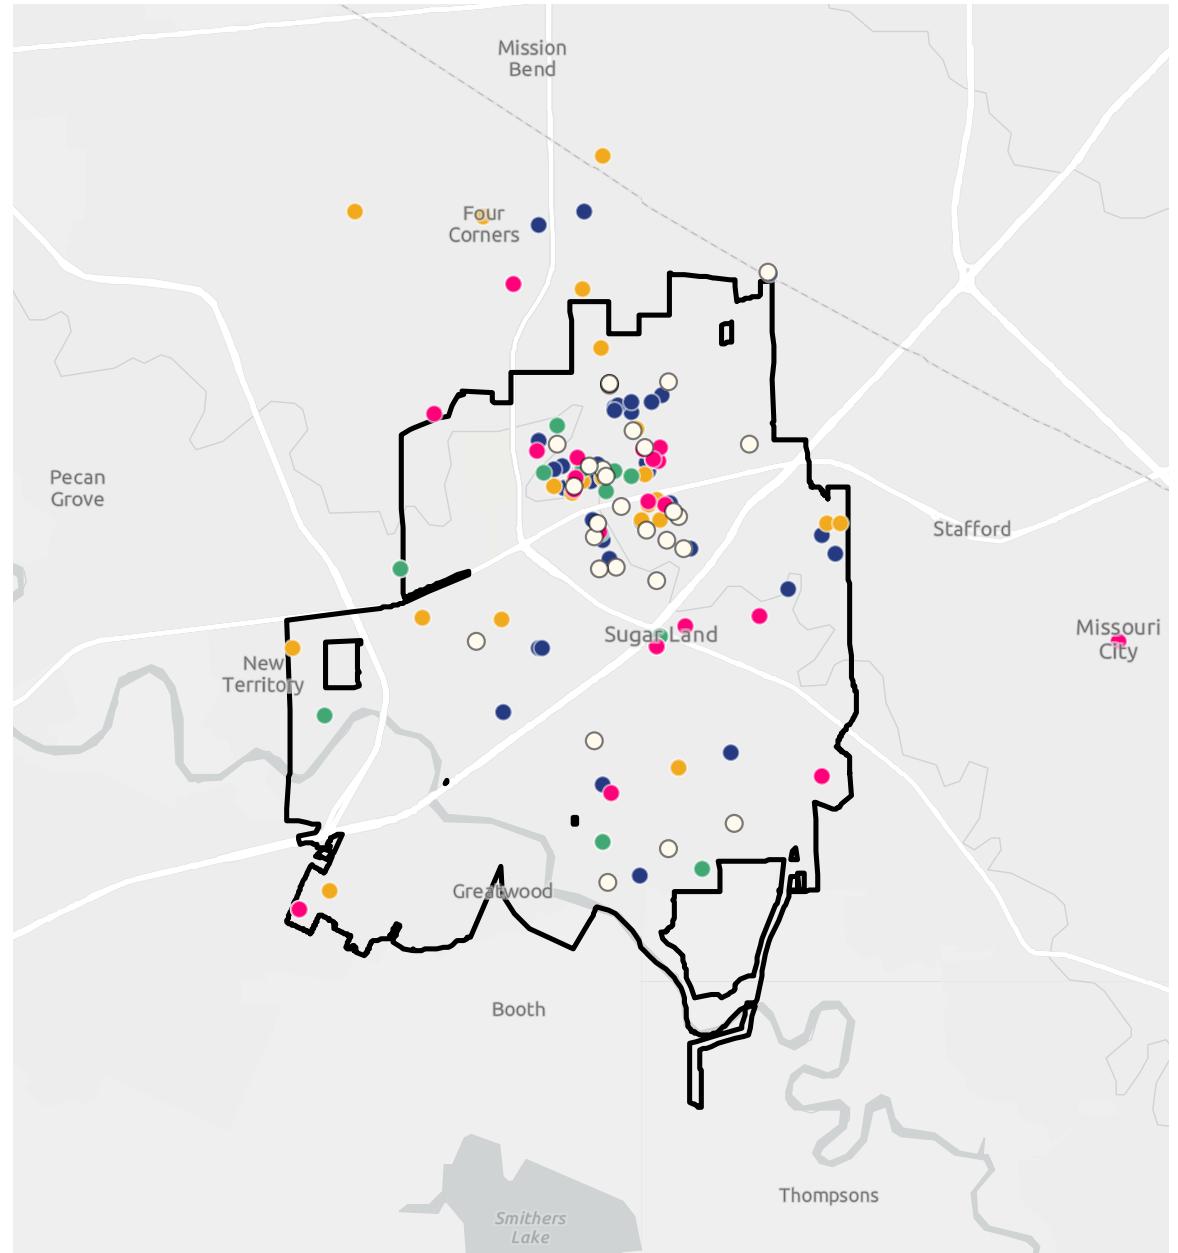 Mission
Bend
Four
Corners
Pecan
Grove
Stafford
Sugar Land
Missouri
City
New
Territory
Greatwood
Booth
Thompsons
Smithers
Lake